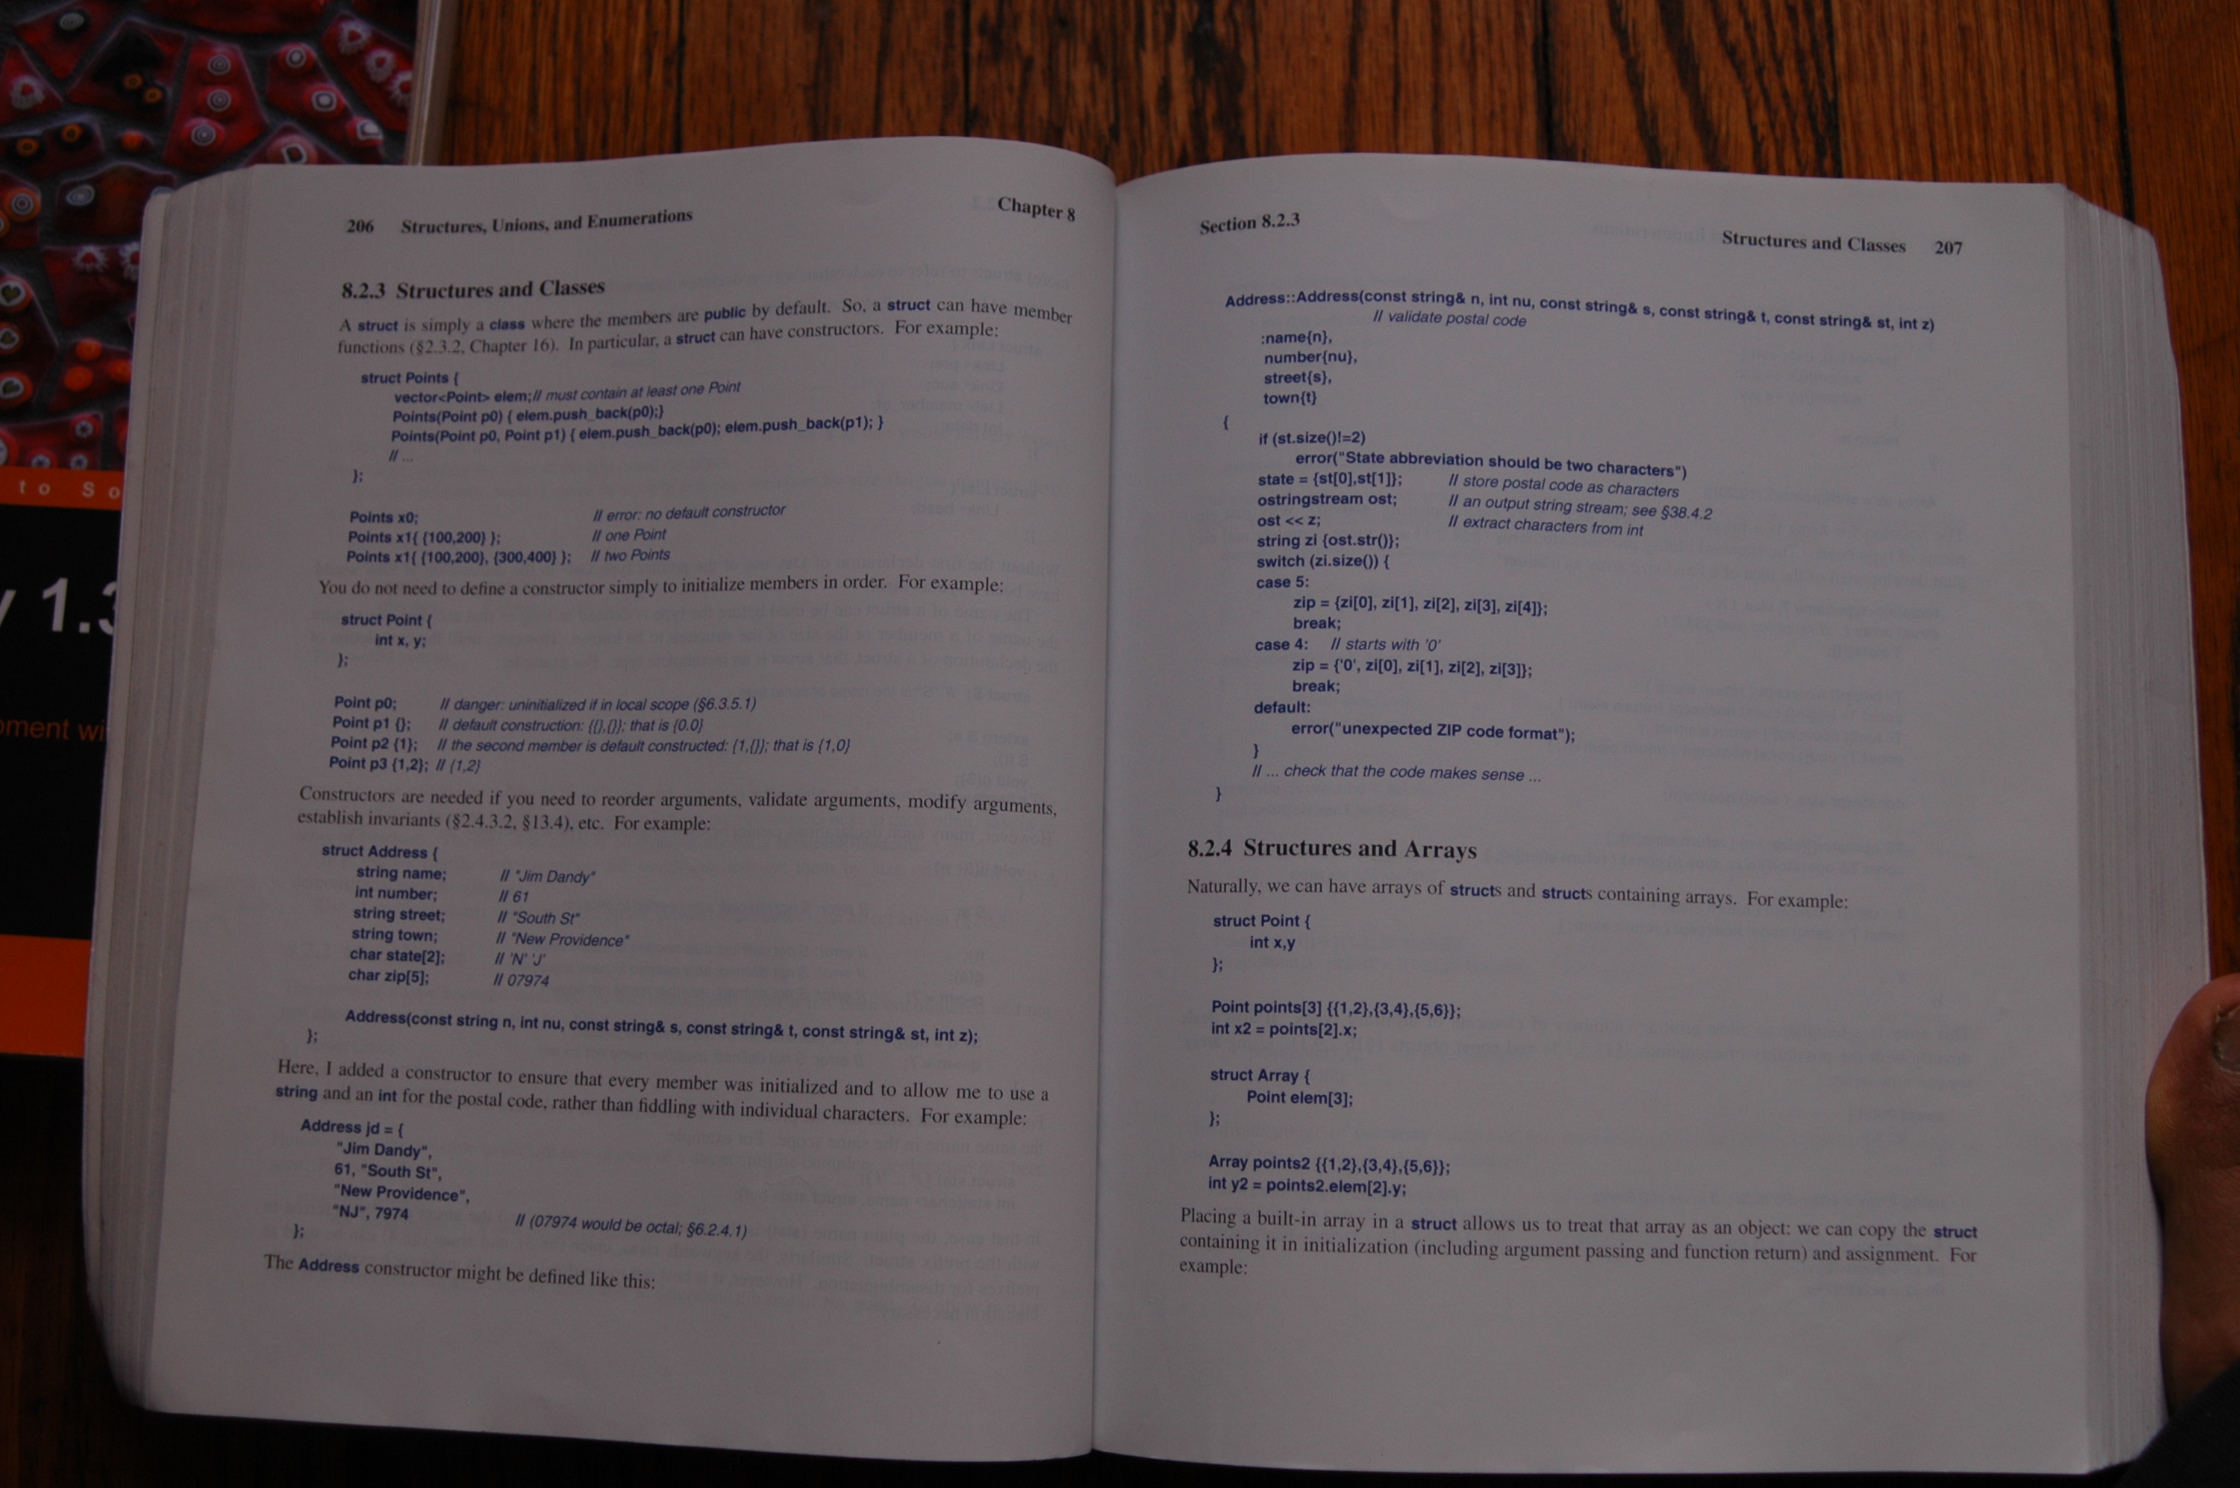 to So
y 1.3
oment wi
206 Structures, Unions, and Enumerations Chapter 8
8.2.3 Structures and Classes
A struct is simply a class where the members are public by default. So, a struct can have member
functions (§2.3.2, Chapter 16). In particular, a struct can have constructors. For example:
struct Points {
vector<Point> elem;// must contain at least one Point
Points(Point p0) { elem.push_back(p0);}
Points(Point p0, Point p1) { elem.push_back(p0); elem.push_back(p1); }
// ...
};
Points x0; // error: no default constructor
Points x1{ {100,200} }; // one Point
Points x1{ {100,200}, {300,400} }; // two Points
You do not need to define a constructor simply to initialize members in order. For example:
struct Point {
int x, y;
};
Point p0; // danger: uninitialized if in local scope (§6.3.5.1)
Point p1 {}; // default construction: {{},{}}; that is {0.0}
Point p2 {1}; // the second member is default constructed: {1,{}}; that is {1,0}
Point p3 {1,2}; // {1,2}
Constructors are needed if you need to reorder arguments, validate arguments, modify arguments,
establish invariants (§2.4.3.2, §13.4), etc. For example:
struct Address {
string name; // "Jim Dandy"
int number; // 61
string street; // "South St"
string town; // "New Providence"
char state[2]; // 'N' 'J'
char zip[5]; // 07974
Address(const string n, int nu, const string& s, const string& t, const string& st, int z);
};
Here, I added a constructor to ensure that every member was initialized and to allow me to use a
string and an int for the postal code, rather than fiddling with individual characters. For example:
Address jd = {
"Jim Dandy",
61, "South St",
"New Providence",
"NJ", 7974 // (07974 would be octal; §6.2.4.1)
};
The Address constructor might be defined like this:
Section 8.2.3 Structures and Classes 207
Address::Address(const string& n, int nu, const string& s, const string& t, const string& st, int z)
// validate postal code
:name{n},
number{nu},
street{s},
town{t}
{
if (st.size()!=2)
error("State abbreviation should be two characters")
state = {st[0],st[1]}; // store postal code as characters
ostringstream ost; // an output string stream; see §38.4.2
ost << z; // extract characters from int
string zi {ost.str()};
switch (zi.size()) {
case 5:
zip = {zi[0], zi[1], zi[2], zi[3], zi[4]};
break;
case 4: // starts with '0'
zip = {'0', zi[0], zi[1], zi[2], zi[3]};
break;
default:
error("unexpected ZIP code format");
}
// ... check that the code makes sense ...
}
8.2.4 Structures and Arrays
Naturally, we can have arrays of structs and structs containing arrays. For example:
struct Point {
int x,y
};
Point points[3] {{1,2},{3,4},{5,6}};
int x2 = points[2].x;
struct Array {
Point elem[3];
};
Array points2 {{1,2},{3,4},{5,6}};
int y2 = points2.elem[2].y;
Placing a built-in array in a struct allows us to treat that array as an object: we can copy the struct
containing it in initialization (including argument passing and function return) and assignment. For
example: